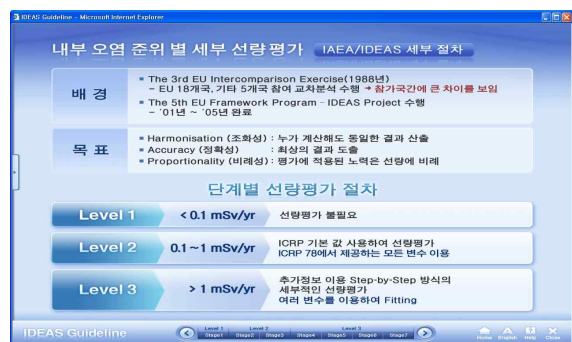 IDEAS Guideline - Microsoft Internet Explorer
내부 오염 준위 별 세부 선량평가 IAEA/IDEAS 세부 절차
배 경
▪ The 3rd EU Intercomparison Exercise(1988년)
- EU 18개국, 기타 5개국 참여 교차분석 수행 → 참가국간에 큰 차이를 보임
▪ The 5th EU Framework Program - IDEAS Project 수행
- '01년 ~ '05년 완료
목 표
▪ Harmonisation (조화성) : 누가 계산해도 동일한 결과 산출
▪ Accuracy (정확성) : 최상의 결과 도출
▪ Proportionality (비례성) : 평가에 적용된 노력은 선량에 비례
단계별 선량평가 절차
Level 1 < 0.1 mSv/yr 선량평가 불필요
Level 2 0.1~1 mSv/yr ICRP 기본 값 사용하여 선량평가
ICRP 78에서 제공하는 모든 변수 이용
Level 3 > 1 mSv/yr 추가정보 이용 Step-by-Step 방식의
세부적인 선량평가
여러 변수를 이용하여 Fitting
IDEAS Guideline
Level 1 Level 2 Level 3
Stage1 Stage2 Stage3 Stage4 Stage5 Stage6 Stage7
Home English Help Close